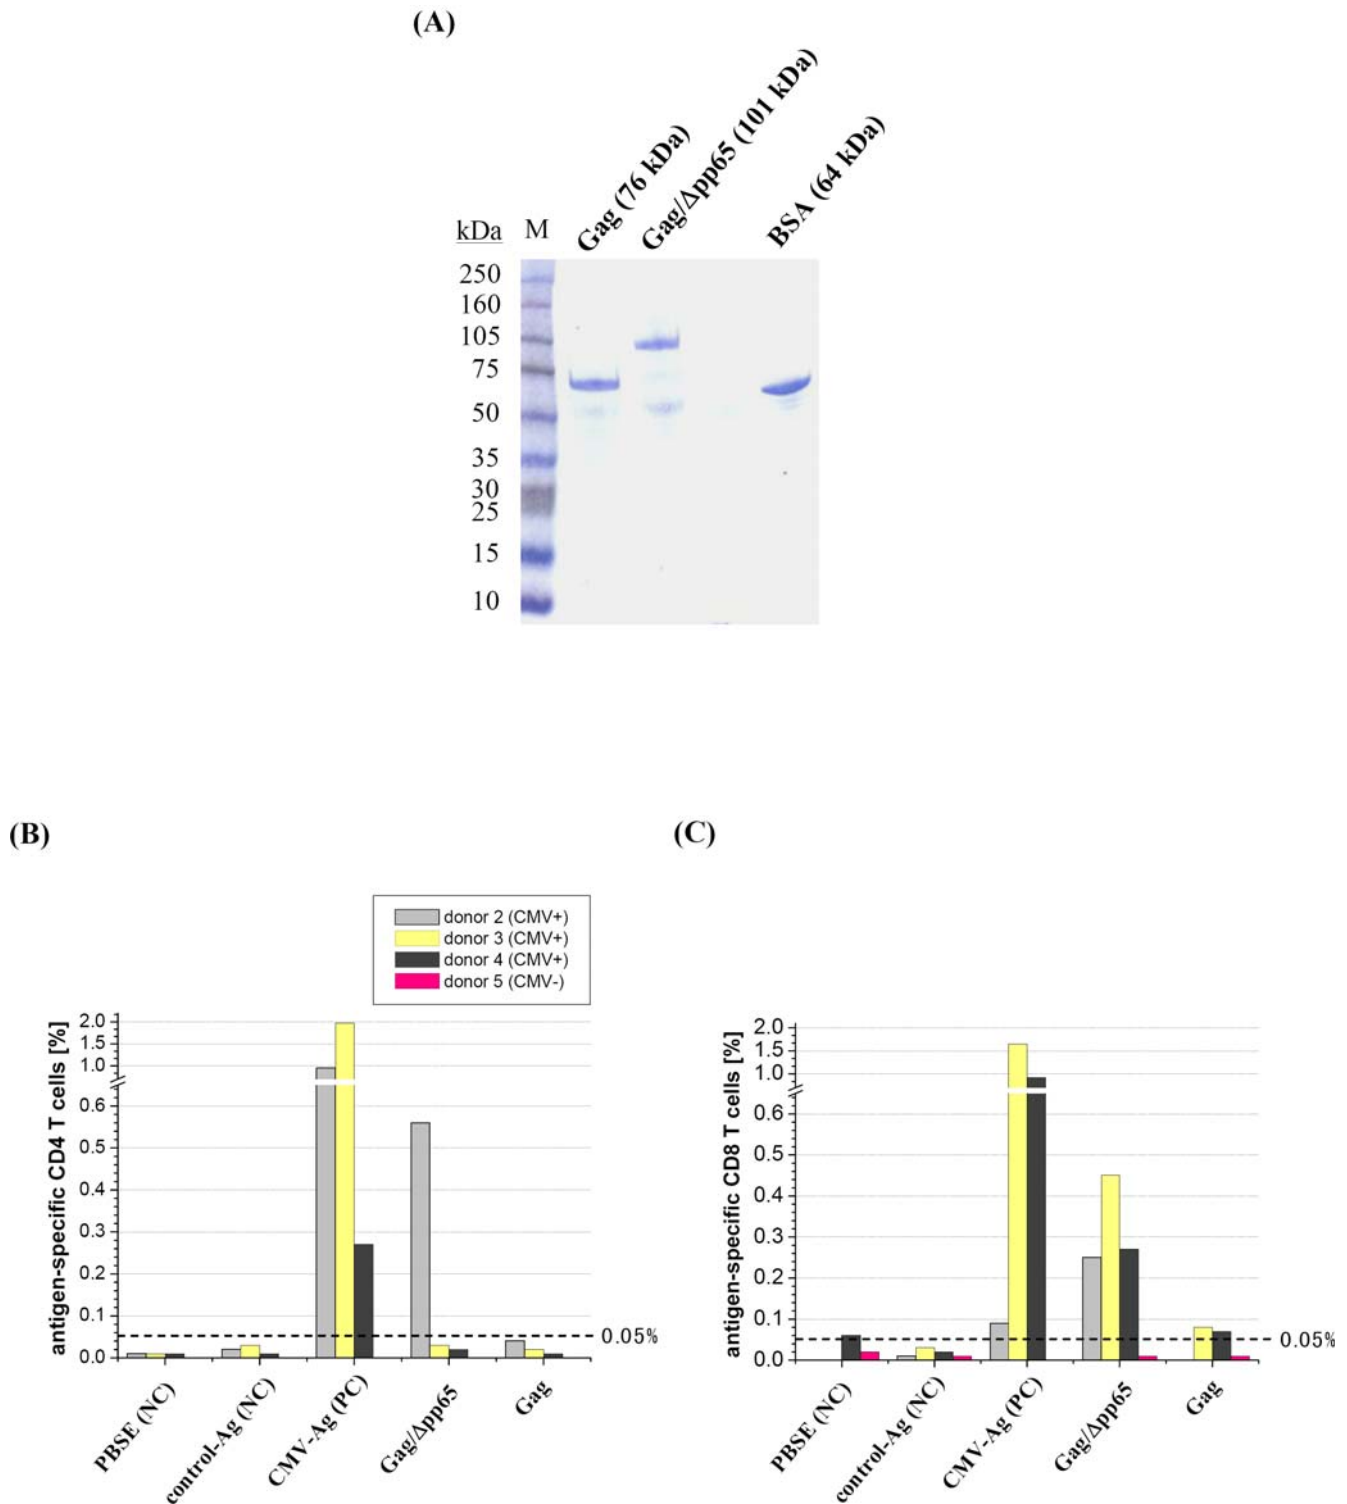 (A)
Gag (76 kDa)
Gag/Δpp65 (101 kDa)
BSA (64 kDa)
kDa M
250
160
105
75
50
35
30
25
15
10
(B)
donor 2 (CMV+)
donor 3 (CMV+)
donor 4 (CMV+)
donor 5 (CMV-)
antigen-specific CD4 T cells [%]
2.0
1.5
1.0
0.6
0.5
0.4
0.3
0.2
0.1
0.0
0.05%
PBSE (NC)
control-Ag (NC)
CMV-Ag (PC)
Gag/Δpp65
Gag
(C)
antigen-specific CD8 T cells [%]
2.0
1.5
1.0
0.6
0.5
0.4
0.3
0.2
0.1
0.0
0.05%
PBSE (NC)
control-Ag (NC)
CMV-Ag (PC)
Gag/Δpp65
Gag